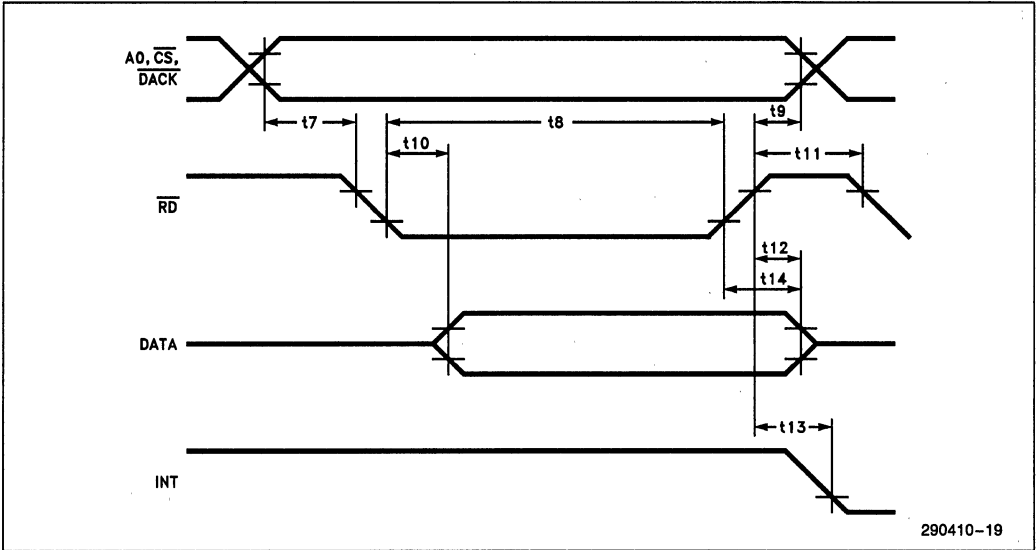 A0, CS,
DACK
t7
t8
t9
t10
t11
RD
t12
t14
DATA
t13
INT
290410-19